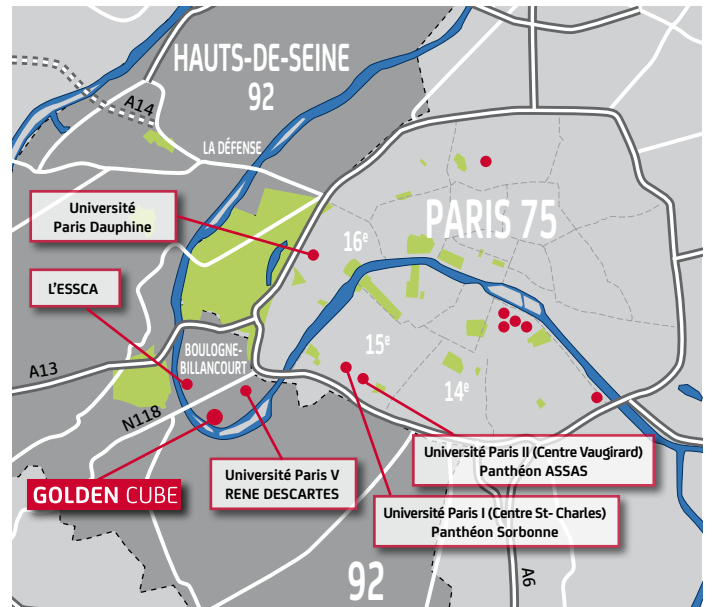 HAUTS-DE-SEINE
92
A14
LA DÉFENSE
Université
Paris Dauphine
PARIS 75
16e
L'ESSCA
BOULOGNE-
BILLANCOURT
15e
14e
A13
N118
GOLDEN CUBE
Université Paris V
RENE DESCARTES
Université Paris II (Centre Vaugirard)
Panthéon ASSAS
Université Paris I (Centre St- Charles)
Panthéon Sorbonne
92
A6